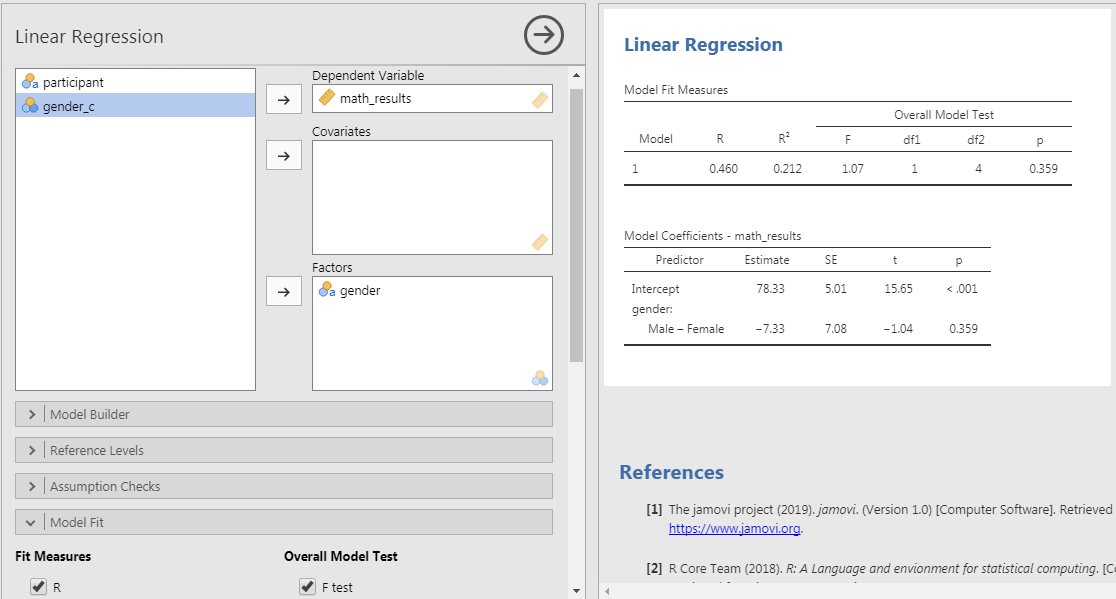 Linear Regression
participant
gender_c
Dependent Variable
math_results
Covariates
Factors
gender
Model Builder
Reference Levels
Assumption Checks
Model Fit
Fit Measures Overall Model Test
R F test
Linear Regression
Model Fit Measures
Overall Model Test
Model R R² F df1 df2 p
1 0.460 0.212 1.07 1 4 0.359
Model Coefficients - math_results
Predictor Estimate SE t p
Intercept 78.33 5.01 15.65 < .001
gender:
Male – Female −7.33 7.08 −1.04 0.359
References
[1] The jamovi project (2019). jamovi. (Version 1.0) [Computer Software]. Retrieved
https://www.jamovi.org.
[2] R Core Team (2018). R: A Language and envionment for statistical computing. [Co